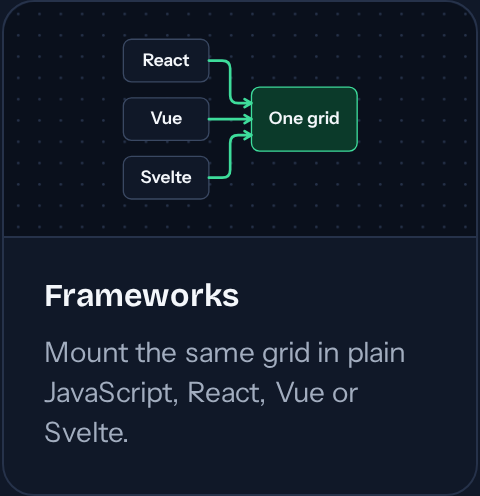 React
Vue
One grid
Svelte
Frameworks
Mount the same grid in plain
JavaScript, React, Vue or
Svelte.